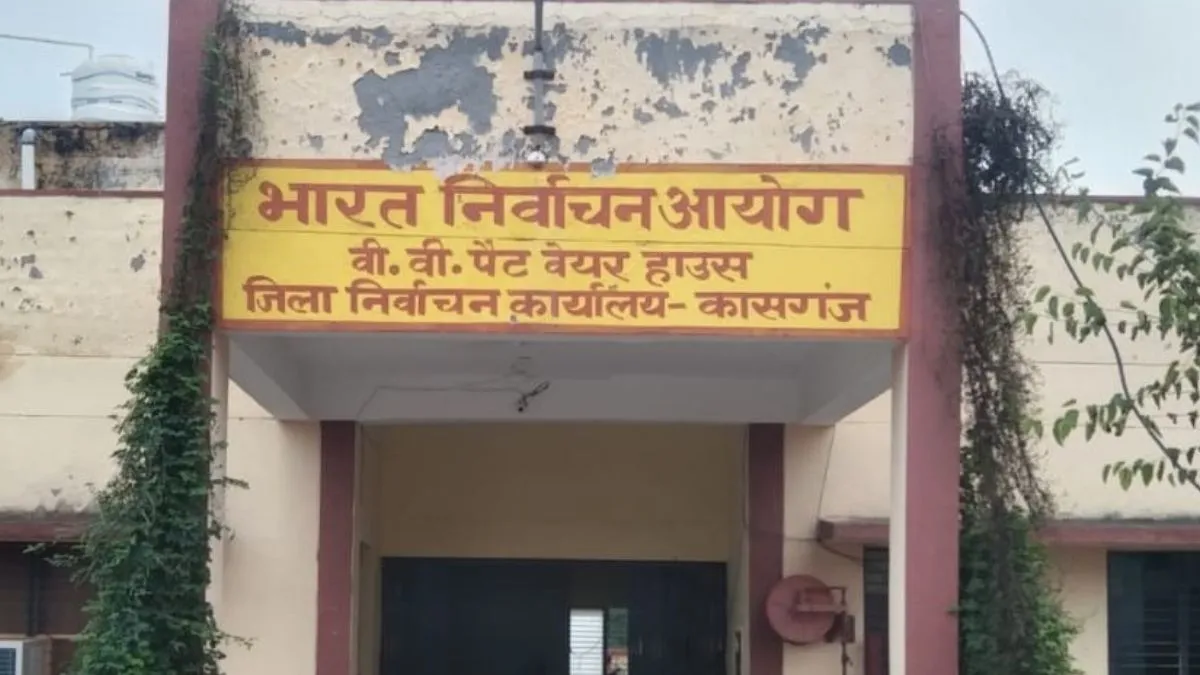 भारत निर्वाचन आयोग
वी. वी. पैट वेयर हाउस
जिला निर्वाचन कार्यालय - कासगंज